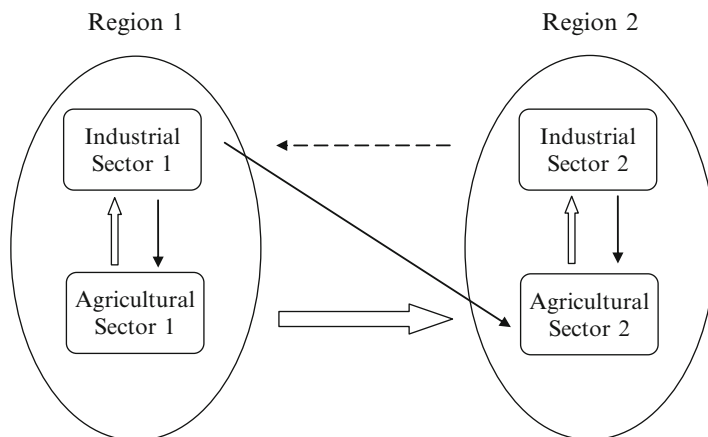 Region 1
Region 2
Industrial
Sector 1
Industrial
Sector 2
Agricultural
Sector 1
Agricultural
Sector 2